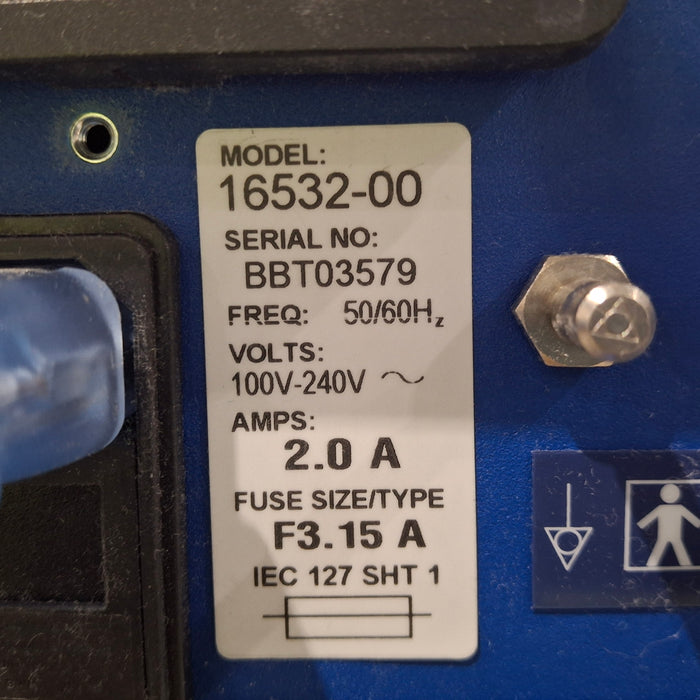 MODEL:
16532-00
SERIAL NO:
BBT03579
FREQ: 50/60Hz
VOLTS:
100V-240V ~
AMPS:
2.0 A
FUSE SIZE/TYPE
F3.15 A
IEC 127 SHT 1